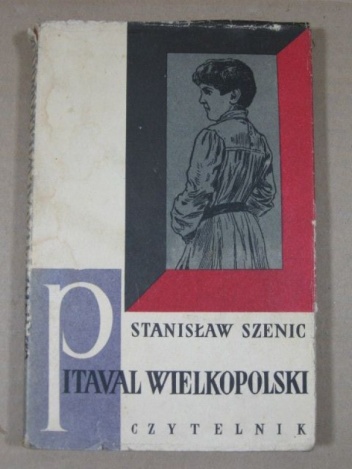 STANISŁAW SZENIC
PITAVAL WIELKOPOLSKI
CZYTELNIK